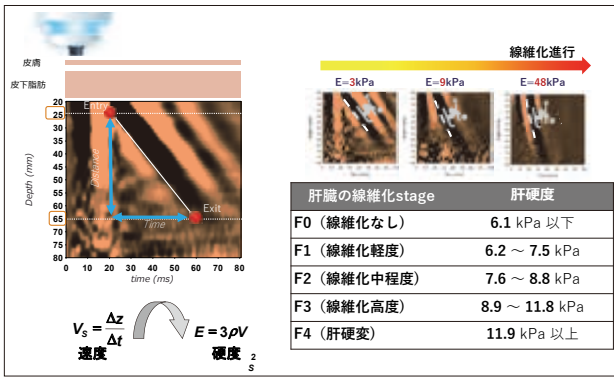 皮膚
皮下脂肪
20
25
30
35
40
45
50
55
60
65
70
75
80
Depth (mm)
Entry
Distance
Exit
Time
0 10 20 30 40 50 60 70 80
time (ms)
Vs = Δz/Δt
速度
E = 3ρV
硬度 2
S
線維化進行
E=3kPa E=9kPa E=48kPa
肝臓の線維化stage 肝硬度
F0（線維化なし） 6.1 kPa 以下
F1（線維化軽度） 6.2 ～ 7.5 kPa
F2（線維化中程度） 7.6 ～ 8.8 kPa
F3（線維化高度） 8.9 ～ 11.8 kPa
F4（肝硬変） 11.9 kPa 以上